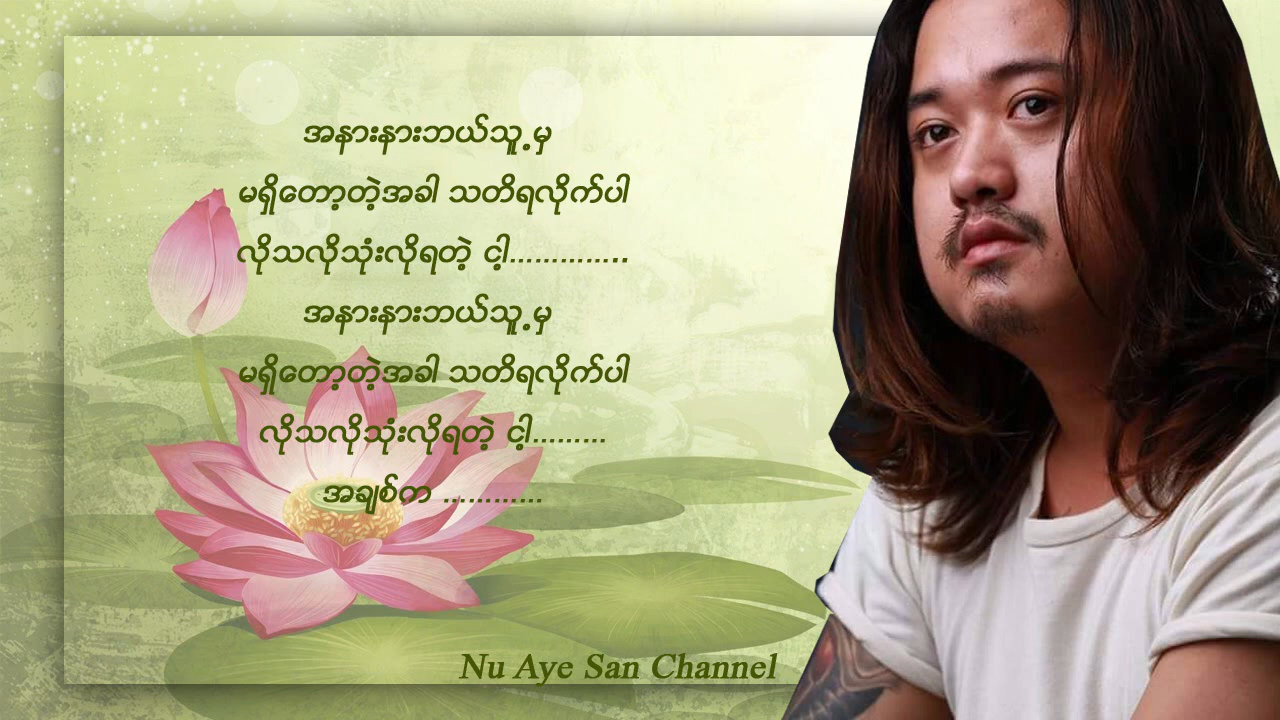 အနားနားဘယ်သူ့မှ
မရှိတော့တဲ့အခါ သတိရလိုက်ပါ
လိုသလိုသုံးလိုရတဲ့ ငါ့..............
အနားနားဘယ်သူ့မှ
မရှိတော့တဲ့အခါ သတိရလိုက်ပါ
လိုသလိုသုံးလိုရတဲ့ ငါ့.........
အချစ်က ............
Nu Aye San Channel